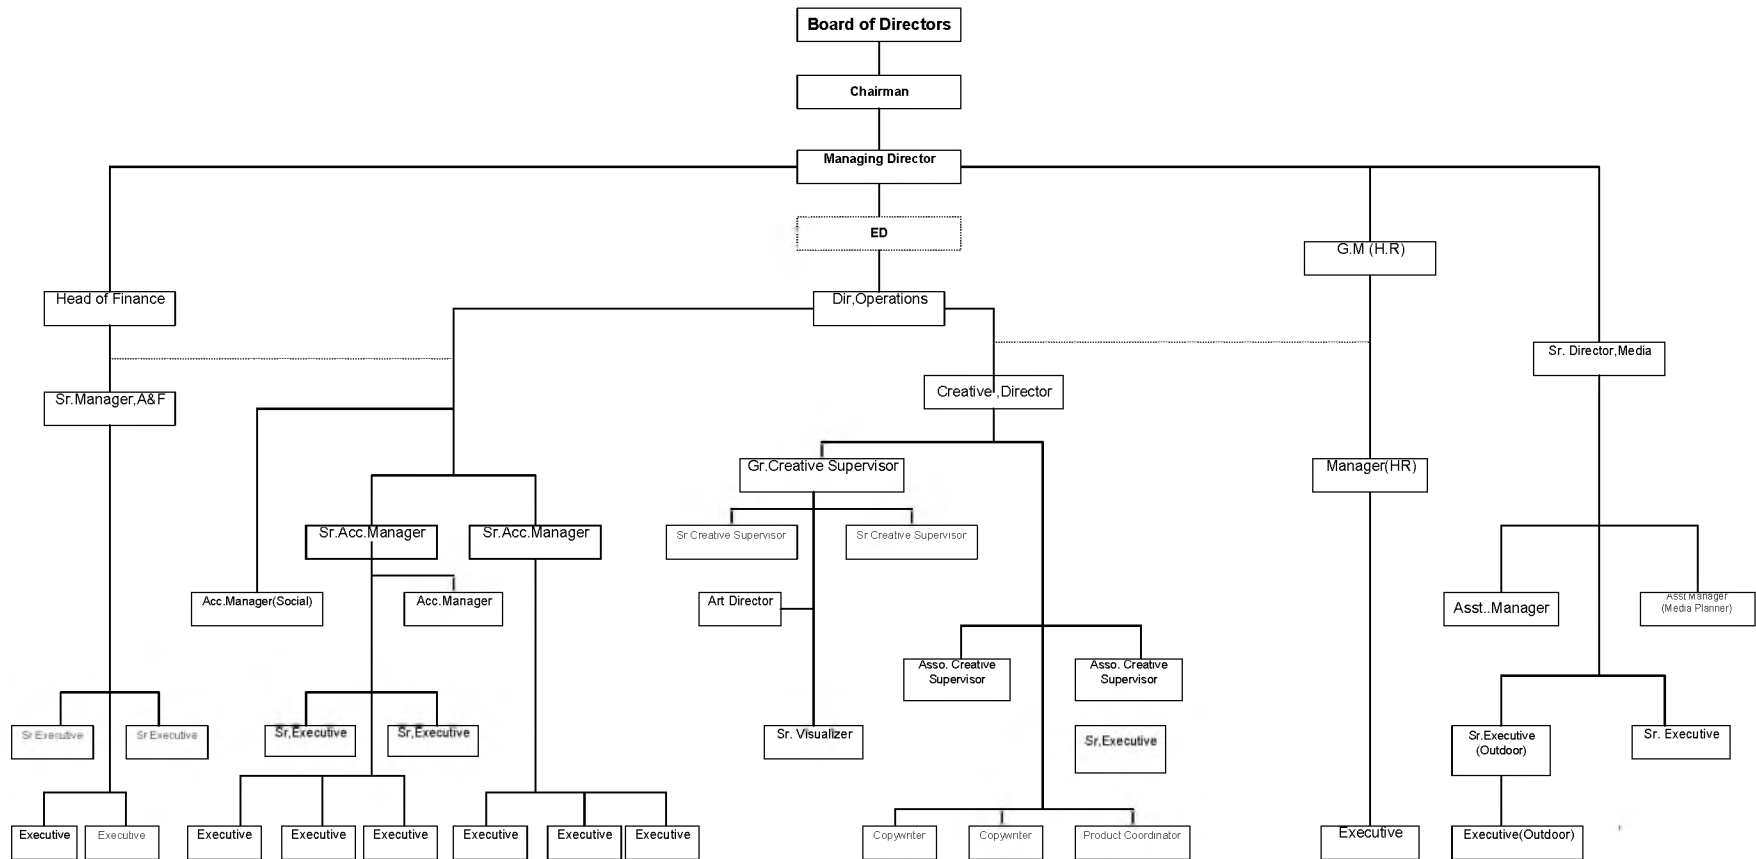 Board of Directors
Chairman
Managing Director
ED
G.M (H.R)
Head of Finance
Dir,Operations
Sr. Director,Media
Sr.Manager,A&F
Creative ,Director
Gr.Creative Supervisor
Manager(HR)
Sr.Acc.Manager
Sr.Acc.Manager
Sr Creative Supervisor
Sr Creative Supervisor
Acc.Manager(Social)
Acc.Manager
Art Director
Asst..Manager
Asst Manager
(Media Planner)
Asso. Creative
Supervisor
Asso. Creative
Supervisor
Sr Executive
Sr Executive
Sr,Executive
Sr,Executive
Sr. Visualizer
Sr,Executive
Sr.Executive
(Outdoor)
Sr. Executive
Executive
Executive
Executive
Executive
Executive
Executive
Executive
Executive
Copywriter
Copywriter
Product Coordinator
Executive
Executive(Outdoor)